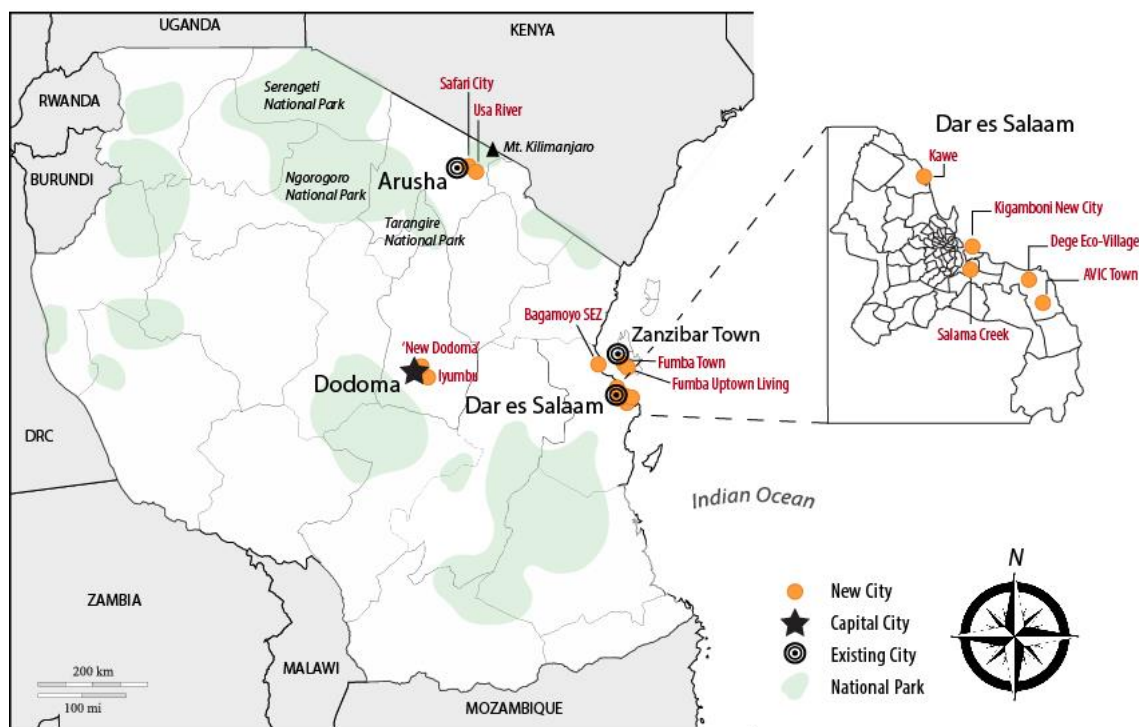 UGANDA
KENYA
RWANDA
BURUNDI
DRC
ZAMBIA
MALAWI
MOZAMBIQUE
Serengeti
National Park
Ngorogoro
National Park
Tarangire
National Park
Safari City
Usa River
Mt. Kilimanjaro
Arusha
'New Dodoma'
Iyumbu
Dodoma
Bagamoyo SEZ
Zanzibar Town
Fumba Town
Fumba Uptown Living
Dar es Salaam
Indian Ocean
Dar es Salaam
Kawe
Kigamboni New City
Dege Eco-Village
AVIC Town
Salama Creek
N
New City
Capital City
Existing City
National Park
200 km
100 mi